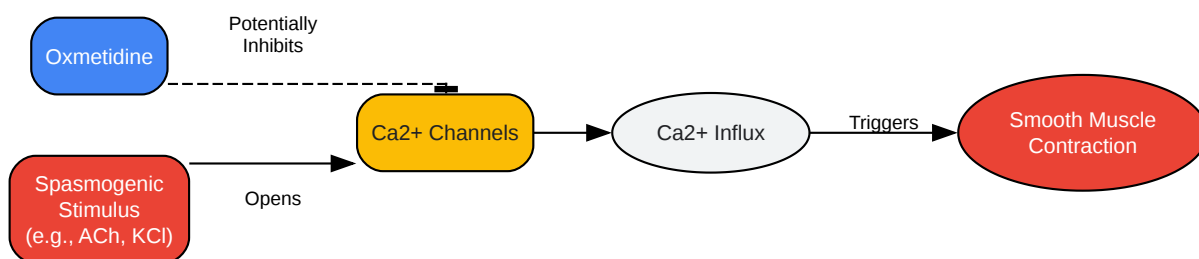 Potentially
Inhibits
Oxmetidine
Ca2+ Channels
Ca2+ Influx
Triggers
Smooth Muscle
Contraction
Spasmogenic
Stimulus
(e.g., ACh, KCl)
Opens